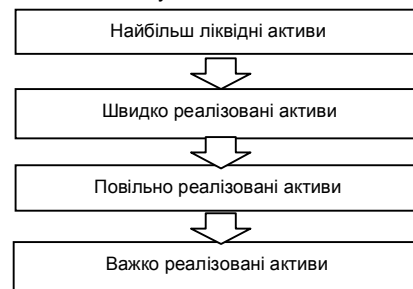 Найбільш ліквідні активи
Швидко реалізовані активи
Повільно реалізовані активи
Важко реалізовані активи